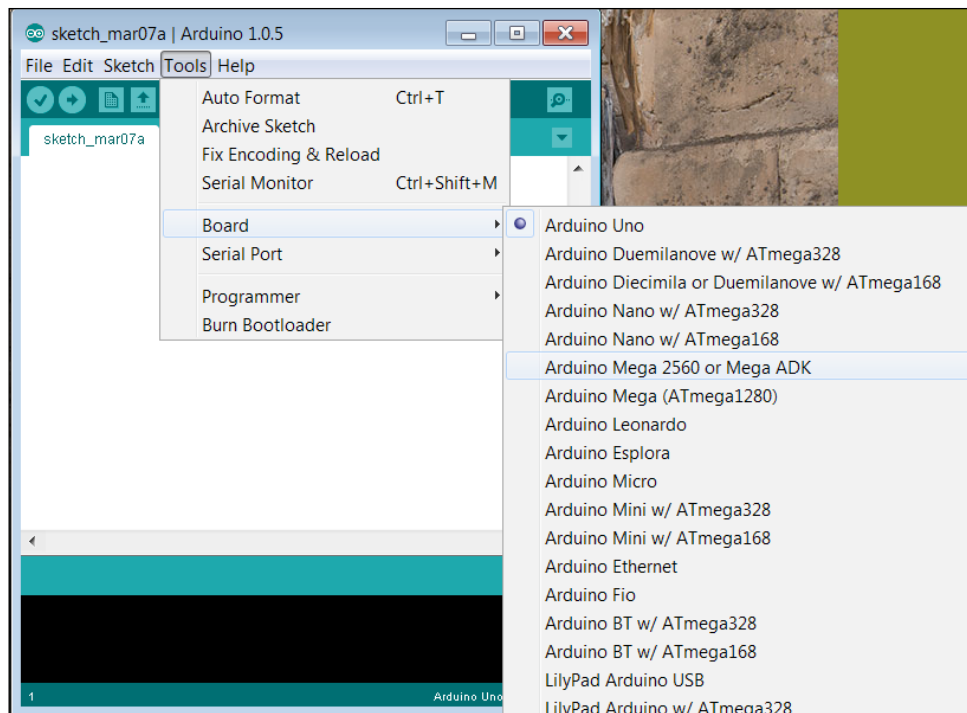 sketch_mar07a | Arduino 1.0.5
File Edit Sketch Tools Help
sketch_mar07a
Auto Format Ctrl+T
Archive Sketch
Fix Encoding & Reload
Serial Monitor Ctrl+Shift+M
Board
Serial Port
Programmer
Burn Bootloader
Arduino Uno
Arduino Duemilanove w/ ATmega328
Arduino Diecimila or Duemilanove w/ ATmega168
Arduino Nano w/ ATmega328
Arduino Nano w/ ATmega168
Arduino Mega 2560 or Mega ADK
Arduino Mega (ATmega1280)
Arduino Leonardo
Arduino Esplora
Arduino Micro
Arduino Mini w/ ATmega328
Arduino Mini w/ ATmega168
Arduino Ethernet
Arduino Fio
Arduino BT w/ ATmega328
Arduino BT w/ ATmega168
LilyPad Arduino USB
LilyPad Arduino w/ ATmega328
1 Arduino Uno